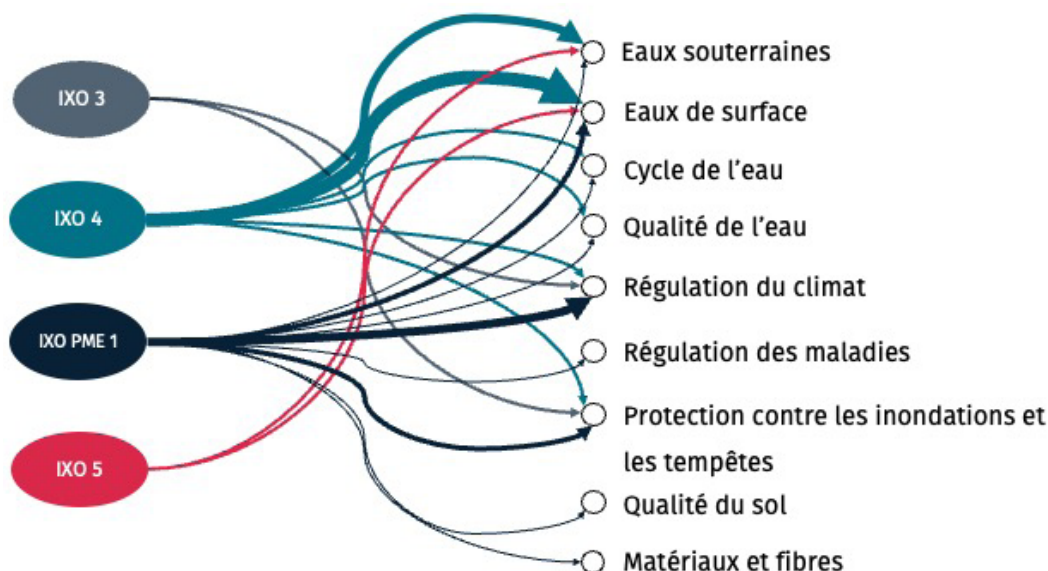 IXO 3
IXO 4
IXO PME 1
IXO 5
Eaux souterraines
Eaux de surface
Cycle de l'eau
Qualité de l'eau
Régulation du climat
Régulation des maladies
Protection contre les inondations et
les tempêtes
Qualité du sol
Matériaux et fibres